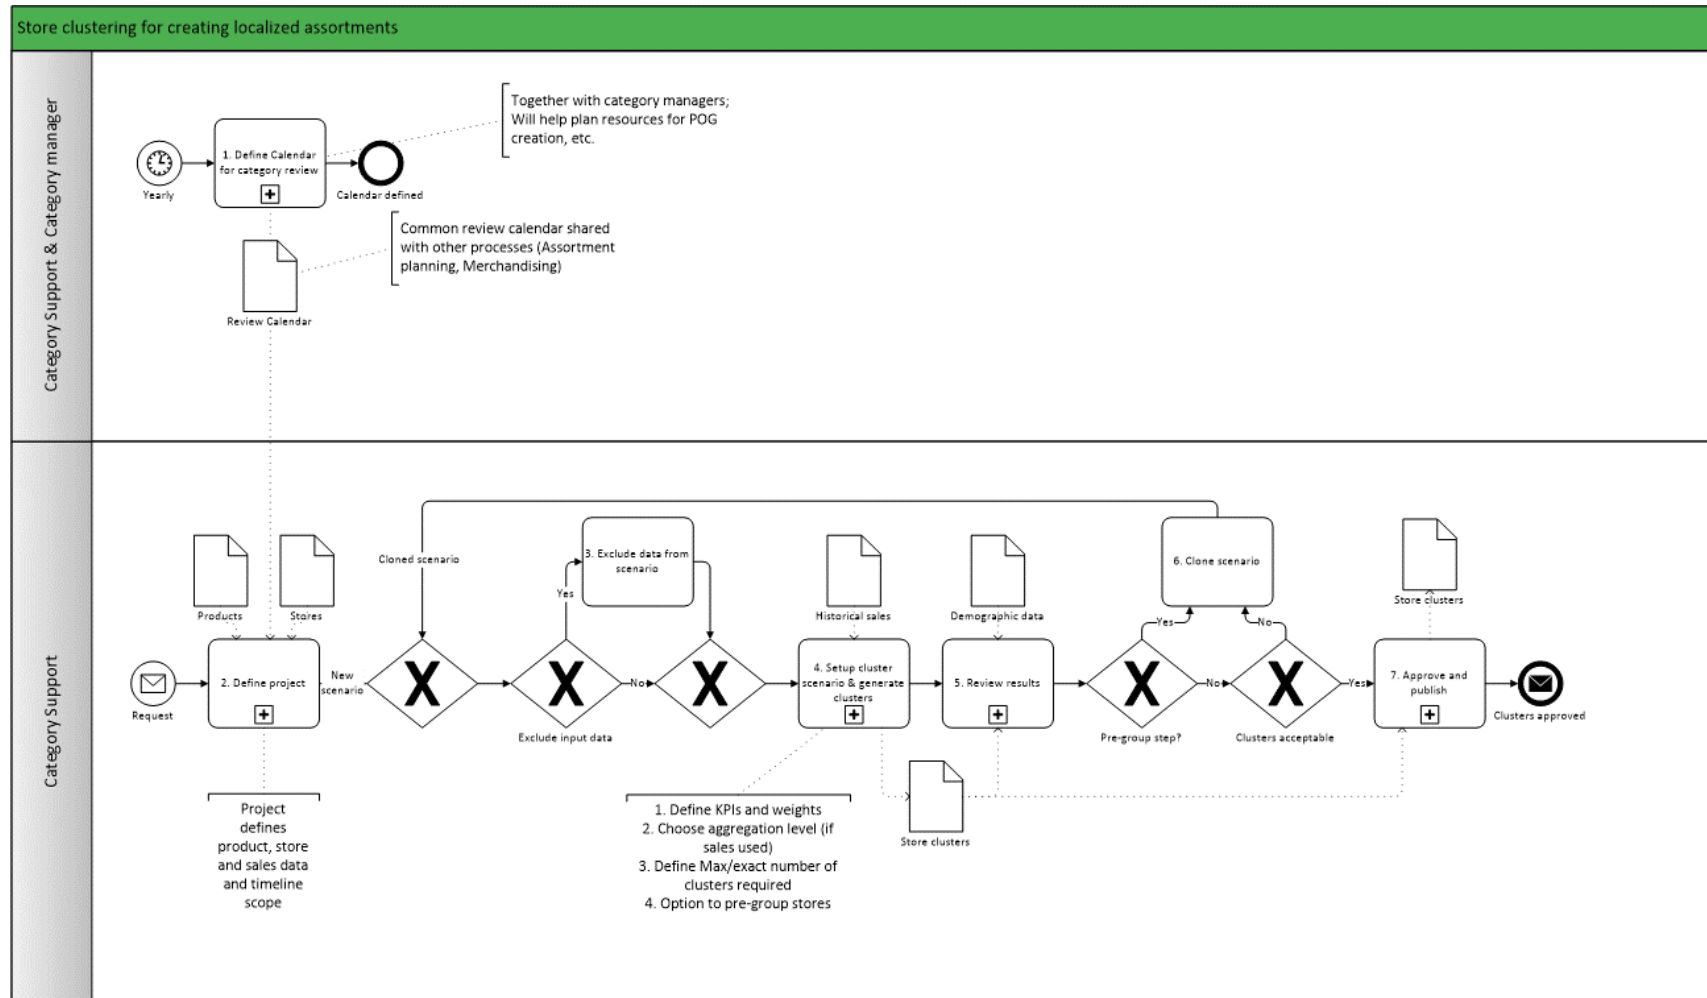 Store clustering for creating localized assortments
Category Support & Category manager
Together with category managers;
Will help plan resources for POG
creation, etc.
1. Define Calendar
for category review
Yearly
Calendar defined
Common review calendar shared
with other processes (Assortment
planning, Merchandising)
Review Calendar
Category Support
Cloned scenario
3. Exclude data from
scenario
6. Clone scenario
Yes
Products
Stores
Historical sales
Demographic data
Store clusters
Yes
No
2. Define project
New
scenario
X
X
No
X
4. Setup cluster
scenario & generate
clusters
5. Review results
X
No
X
Yes
7. Approve and
publish
Request
Clusters approved
Exclude input data
Pre-group step?
Clusters acceptable
Project
defines
product, store
and sales data
and timeline
scope
1. Define KPIs and weights
2. Choose aggregation level (if
sales used)
3. Define Max/exact number of
clusters required
4. Option to pre-group stores
Store clusters